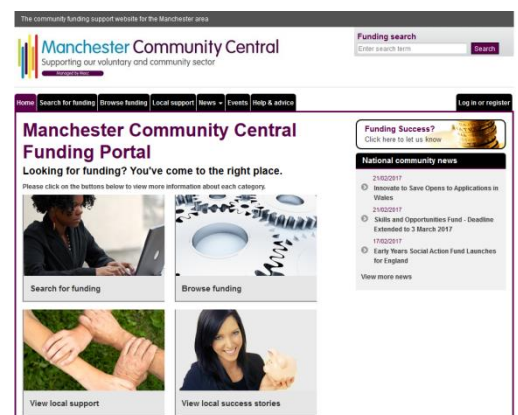 The community funding support website for the Manchester area
Manchester Community Central
Supporting our voluntary and community sector
Managed by Macc
Funding search
Enter search term
Search
Home Search for funding Browse funding Local support News Events Help & advice Log in or register
Manchester Community Central
Funding Portal
Looking for funding? You've come to the right place.
Please click on the buttons below to view more information about each category.
Search for funding
Browse funding
View local support
View local success stories
Funding Success?
Click here to let us know
National community news
21/02/2017
Innovate to Save Opens to Applications in
Wales
21/02/2017
Skills and Opportunities Fund - Deadline
Extended to 3 March 2017
17/02/2017
Early Years Social Action Fund Launches
for England
View more news